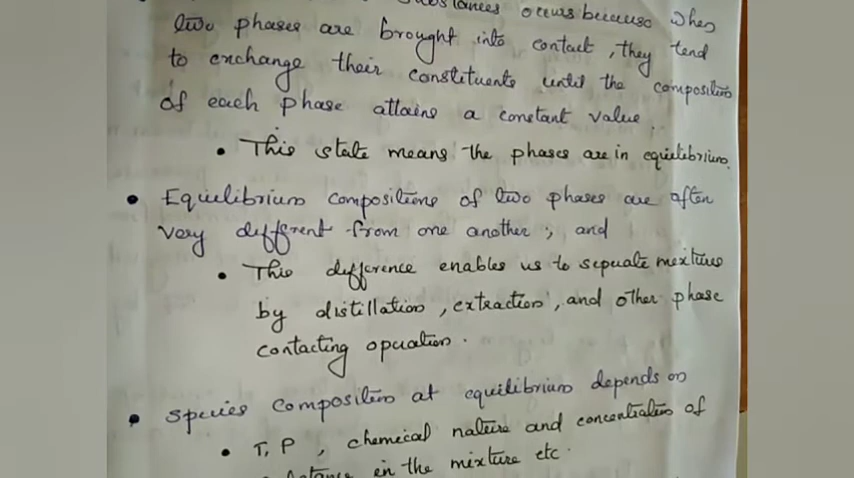 substances occurs because when
two phases are brought into contact, they tend
to exchange their constituents until the composition
of each phase attains a constant value.
• This state means the phases are in equilibrium.
• Equilibrium compositions of two phases are often
very different from one another; and
• This difference enables us to separate mixtures
by distillation, extraction, and other phase
contacting operation.
• Species composition at equilibrium depends on
• T, P, chemical nature and concentration of
in the mixture etc.